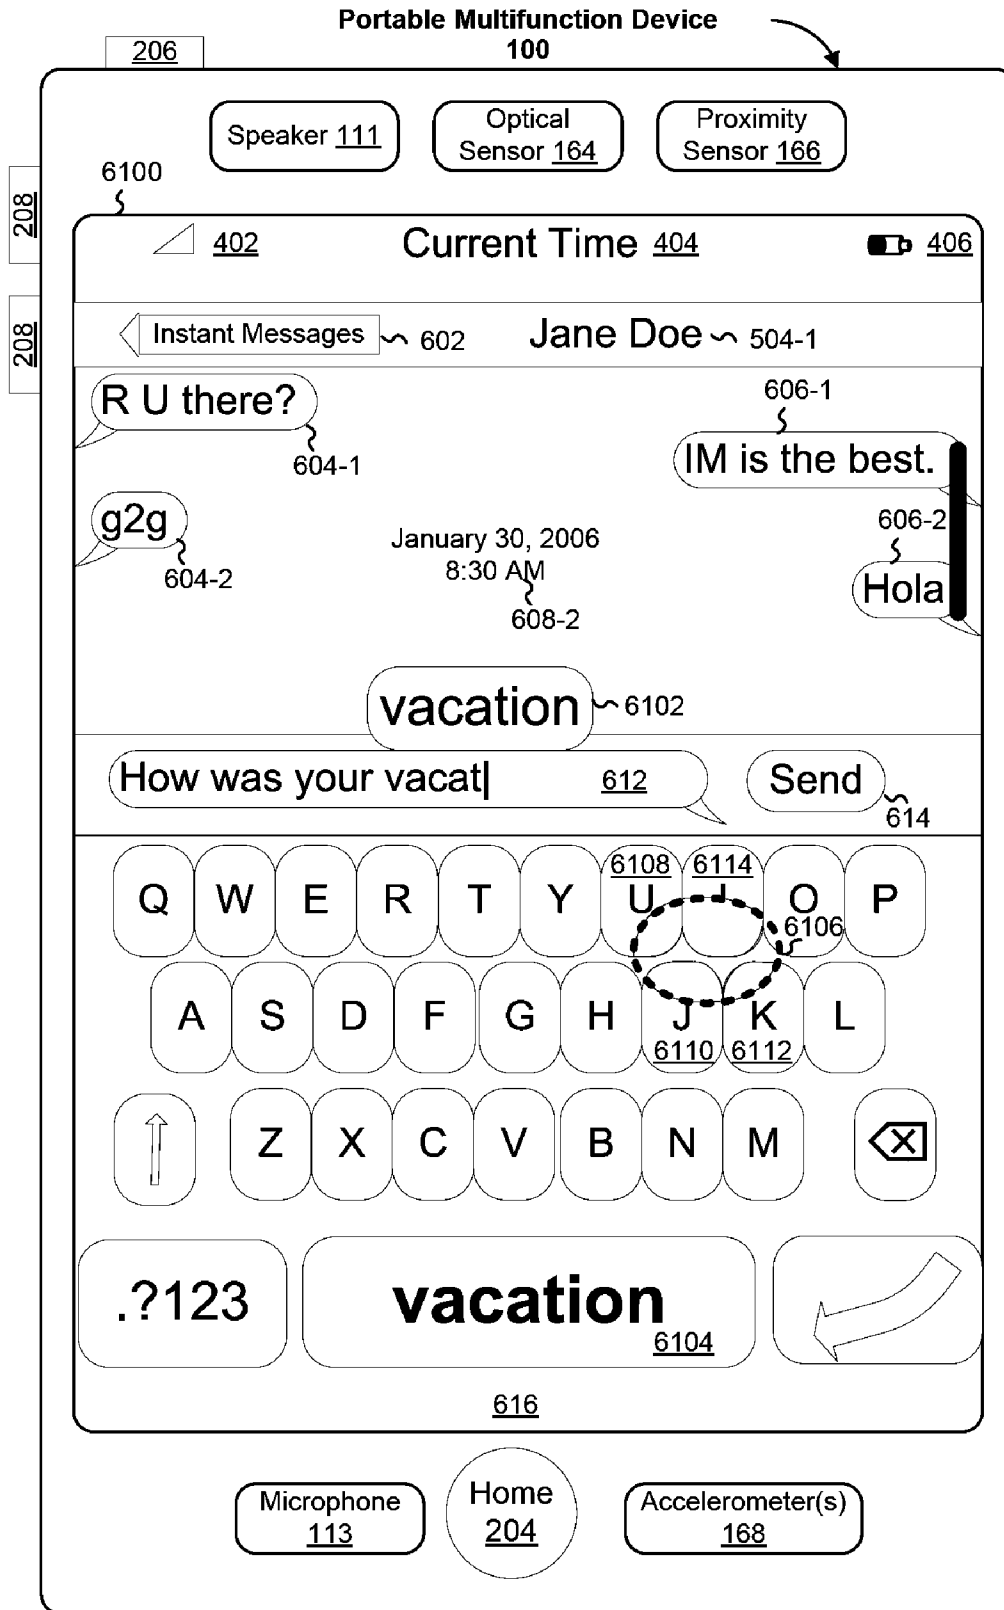 Portable Multifunction Device
100
206
Speaker 111
Optical
Sensor 164
Proximity
Sensor 166
208
208
6100
402
Current Time 404
406
Instant Messages
602
Jane Doe
504-1
R U there?
604-1
606-1
IM is the best.
g2g
604-2
January 30, 2006
8:30 AM
608-2
606-2
Hola
vacation
6102
How was your vacat
612
Send
614
6108 6114
Q W E R T Y U I O P
6106
A S D F G H J K L
6110 6112
Z X C V B N M
.?123
vacation
6104
616
Microphone
113
Home
204
Accelerometer(s)
168